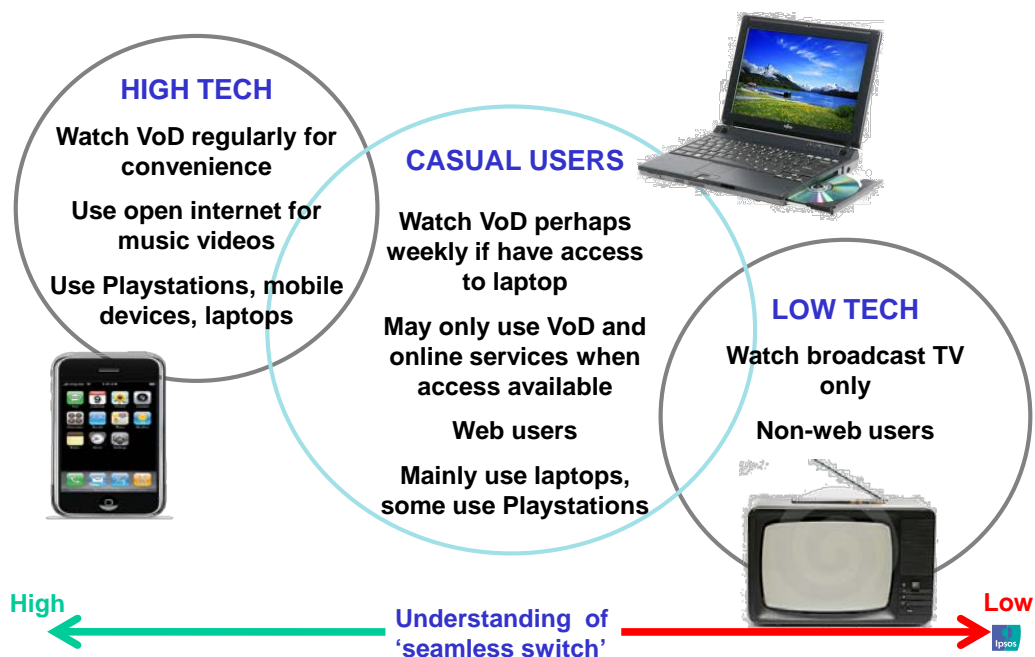 HIGH TECH
Watch VoD regularly for
convenience
Use open internet for
music videos
Use Playstations, mobile
devices, laptops
CASUAL USERS
Watch VoD perhaps
weekly if have access
to laptop
May only use VoD and
online services when
access available
Web users
Mainly use laptops,
some use Playstations
LOW TECH
Watch broadcast TV
only
Non-web users
High
Understanding of
‘seamless switch’
Low
Ipsos